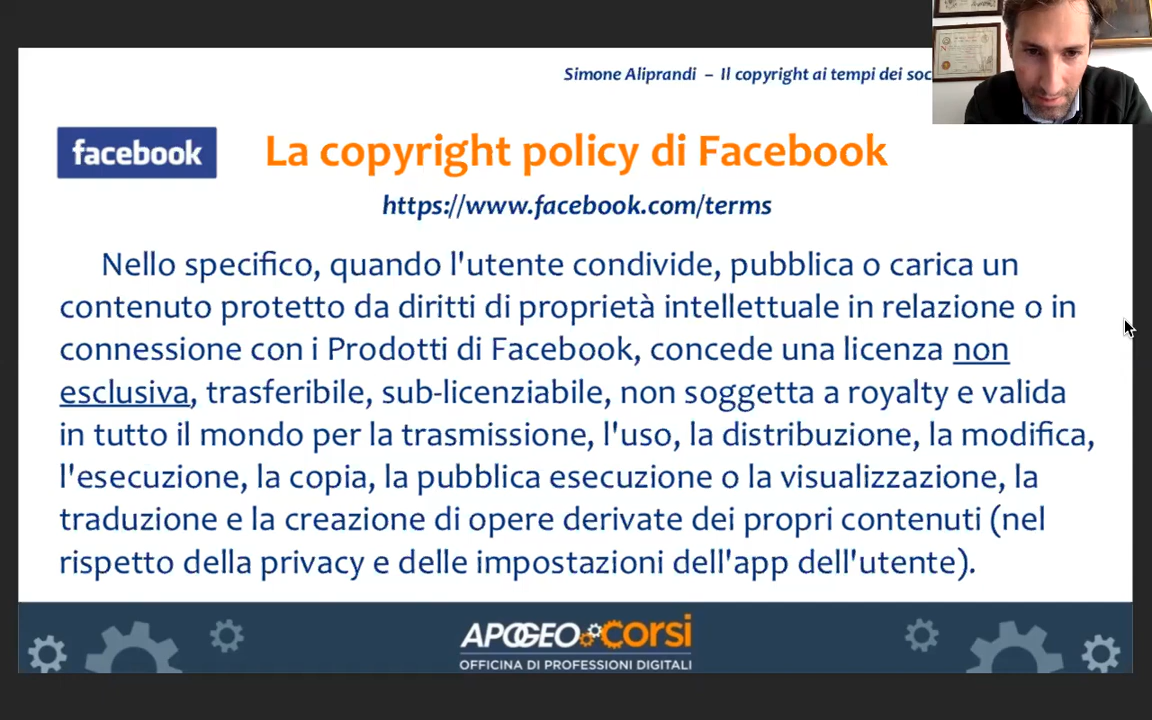 Simone Aliprandi – Il copyright ai tempi dei
facebook
La copyright policy di Facebook
https://www.facebook.com/terms
Nello specifico, quando l'utente condivide, pubblica o carica un
contenuto protetto da diritti di proprietà intellettuale in relazione o in
connessione con i Prodotti di Facebook, concede una licenza non
esclusiva, trasferibile, sub-licenziabile, non soggetta a royalty e valida
in tutto il mondo per la trasmissione, l'uso, la distribuzione, la modifica,
l'esecuzione, la copia, la pubblica esecuzione o la visualizzazione, la
traduzione e la creazione di opere derivate dei propri contenuti (nel
rispetto della privacy e delle impostazioni dell'app dell'utente).
APOGEO CORSI
OFFICINA DI PROFESSIONI DIGITALI